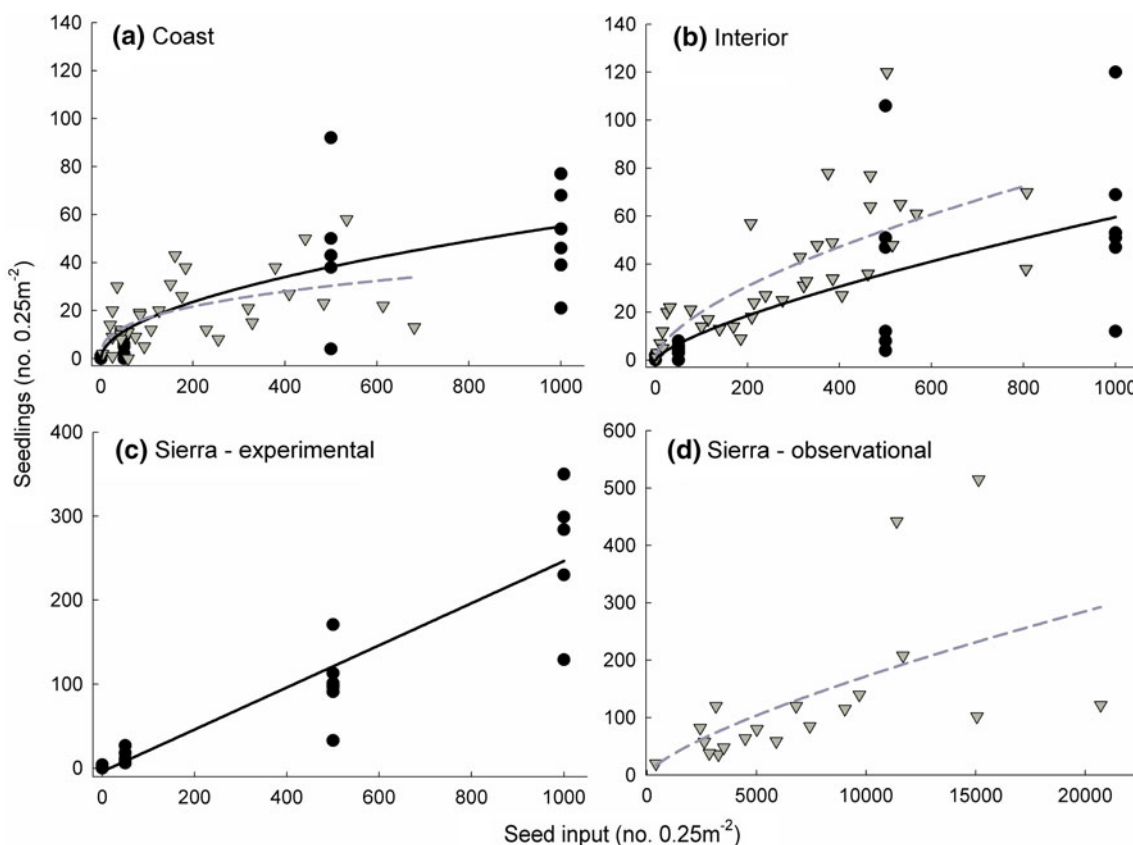 (a) Coast
140
120
100
80
60
40
20
0
0 200 400 600 800 1000
(b) Interior
140
120
100
80
60
40
20
0
0 200 400 600 800 1000
(c) Sierra - experimental
400
300
200
100
0
0 200 400 600 800 1000
(d) Sierra - observational
600
500
400
300
200
100
0
0 5000 10000 15000 20000
Seedlings (no. 0.25m⁻²)
Seed input (no. 0.25m⁻²)